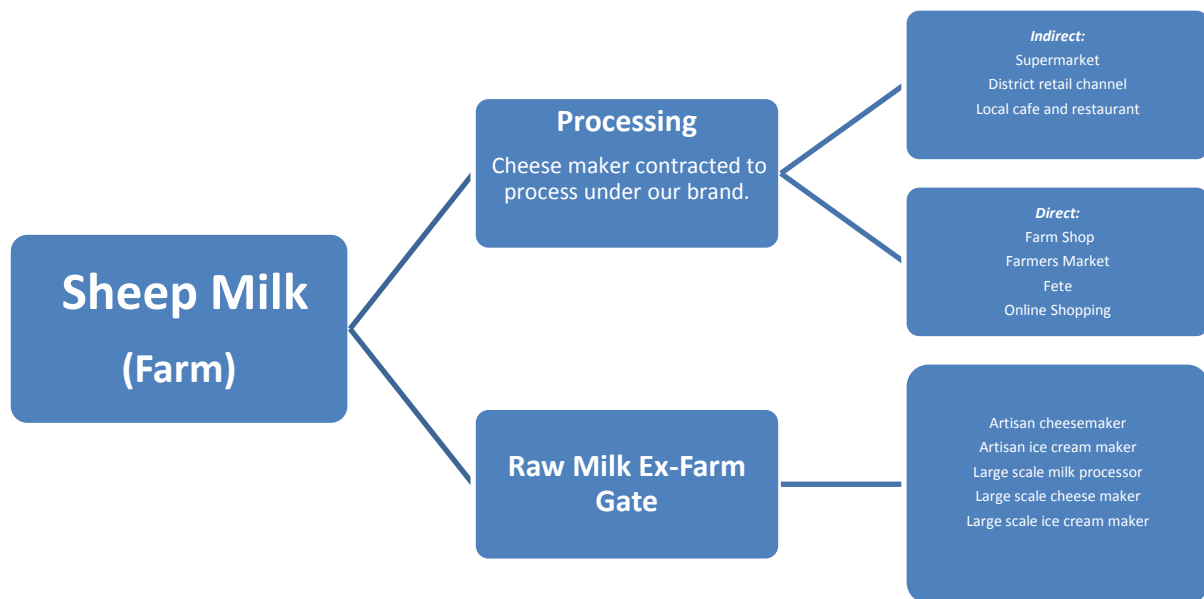 Sheep Milk
(Farm)
Processing
Cheese maker contracted to
process under our brand.
Raw Milk Ex-Farm
Gate
Indirect:
Supermarket
District retail channel
Local cafe and restaurant
Direct:
Farm Shop
Farmers Market
Fete
Online Shopping
Artisan cheesemaker
Artisan ice cream maker
Large scale milk processor
Large scale cheese maker
Large scale ice cream maker